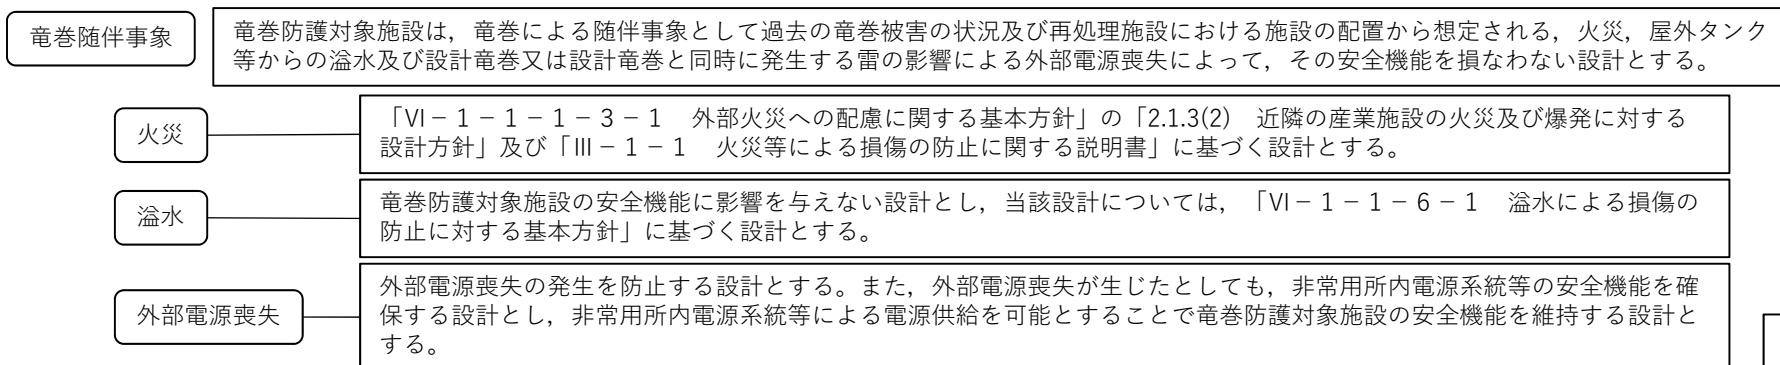 竜巻随伴事象
竜巻防護対象施設は，竜巻による随伴事象として過去の竜巻被害の状況及び再処理施設における施設の配置から想定される，火災，屋外タンク
等からの溢水及び設計竜巻又は設計竜巻と同時に発生する雷の影響による外部電源喪失によって，その安全機能を損なわない設計とする。
火災
「Ⅵ－１－１－１－３－１　外部火災への配慮に関する基本方針」の「2.1.3(2)　近隣の産業施設の火災及び爆発に対する
設計方針」及び「Ⅲ－１－１　火災等による損傷の防止に関する説明書」に基づく設計とする。
溢水
竜巻防護対象施設の安全機能に影響を与えない設計とし，当該設計については，「Ⅵ－１－１－６－１　溢水による損傷の
防止に対する基本方針」に基づく設計とする。
外部電源喪失
外部電源喪失の発生を防止する設計とする。また，外部電源喪失が生じたとしても，非常用所内電源系統等の安全機能を確
保する設計とし，非常用所内電源系統等による電源供給を可能とすることで竜巻防護対象施設の安全機能を維持する設計と
する。